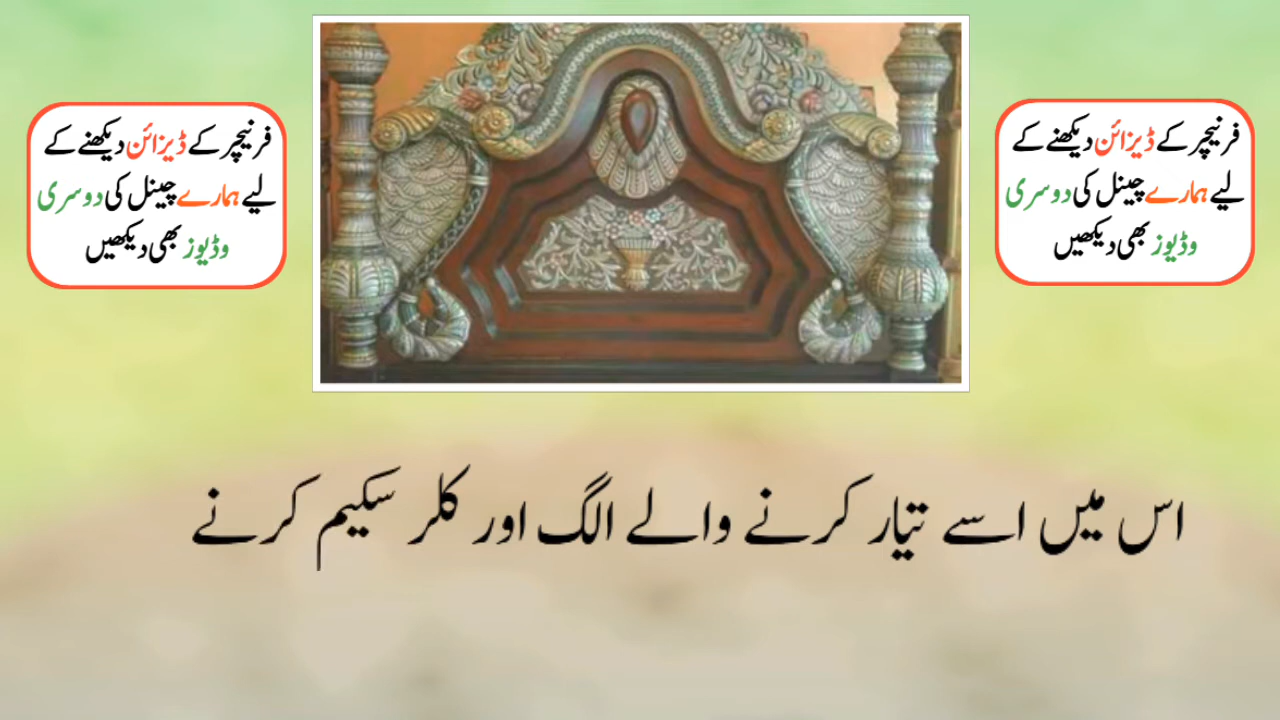 فرنیچر کے ڈیزائن دیکھنے کے
لیے ہمارے چینل کی دوسری
وڈیوز بھی دیکھیں
فرنیچر کے ڈیزائن دیکھنے کے
لیے ہمارے چینل کی دوسری
وڈیوز بھی دیکھیں
اس میں اسے تیار کرنے والے الگ اور کلر سکیم کرنے